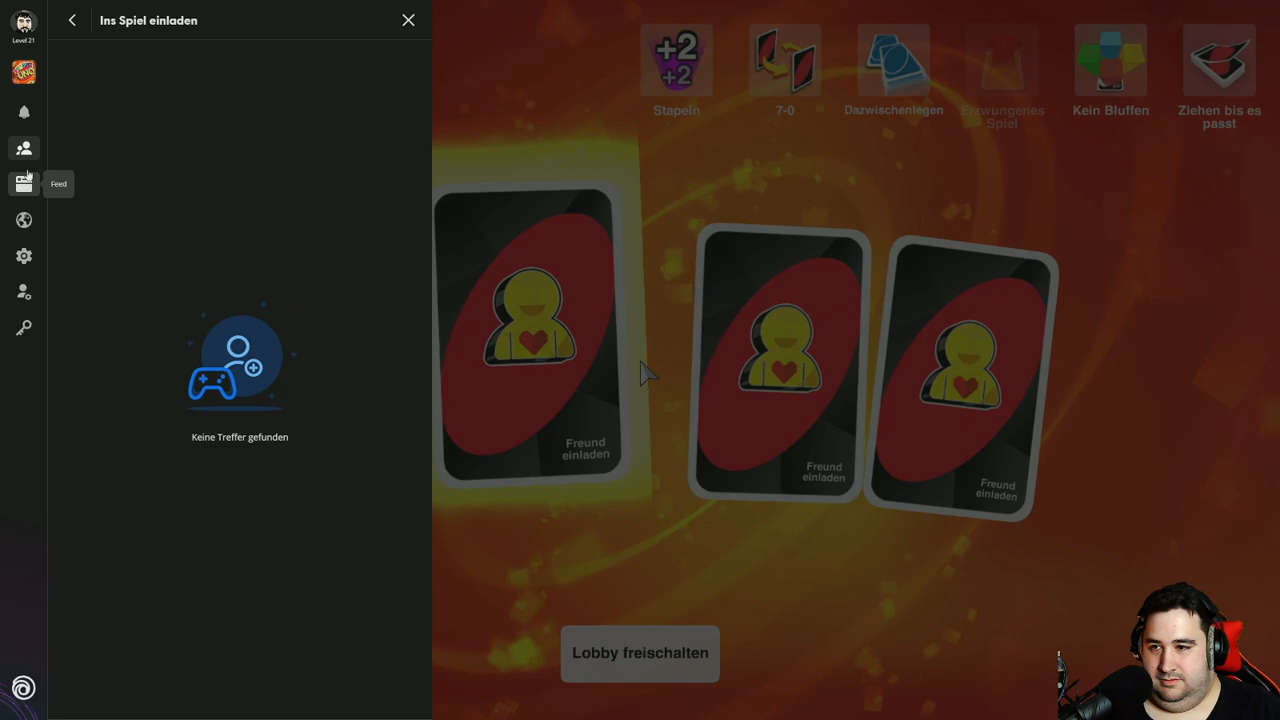 Ins Spiel einladen
Level 21
UNO
Feed
Keine Treffer gefunden
+2
+2
Stapeln
7-0
Dazwischenlegen
Erzwungenes
Spiel
Kein Bluffen
Ziehen bis es
passt
Freund
einladen
Freund
einladen
Freund
einladen
Lobby freischalten